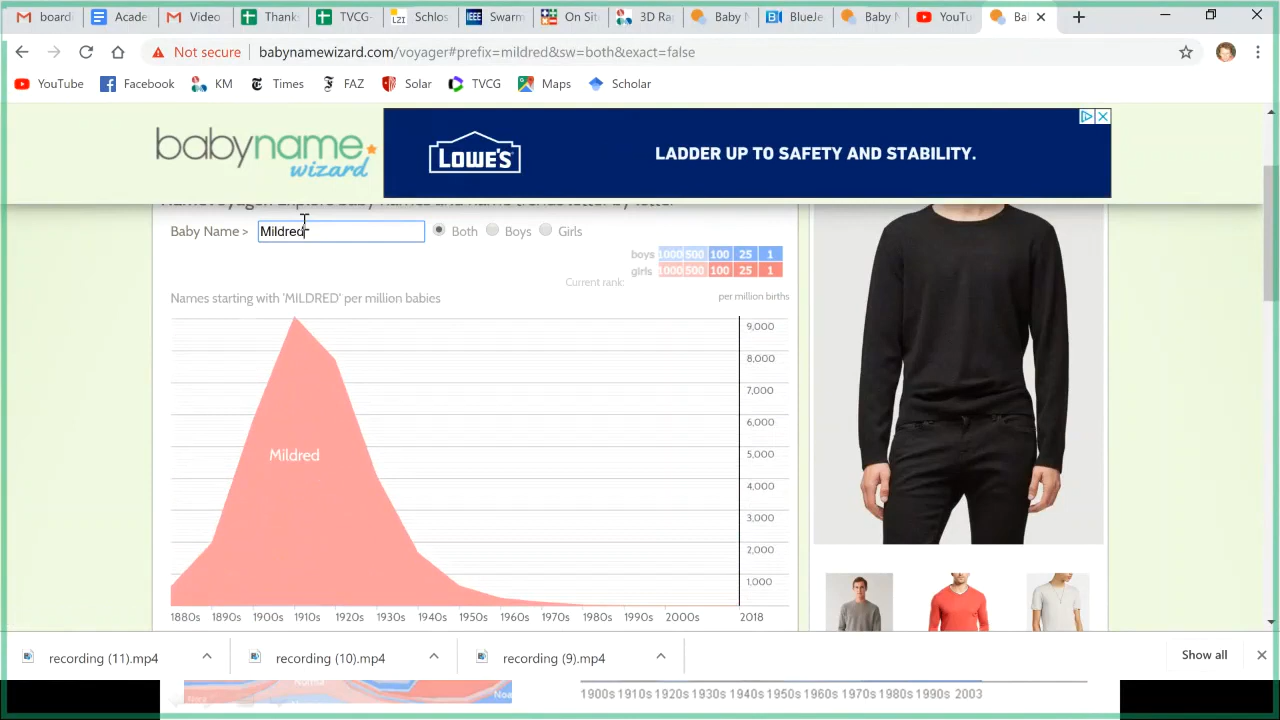 board
Acade
Video
Thank
TVCG-
Schlos
Swarm
On Sit
3D Ra
Baby N
BlueJe
Baby N
YouTu
Ba
Not secure
babynamewizard.com/voyager#prefix=mildred&sw=both&exact=false
YouTube
Facebook
KM
Times
FAZ
Solar
TVCG
Maps
Scholar
babyname
wizard
LOWE'S
LADDER UP TO SAFETY AND STABILITY.
Baby Name >
Mildred
Both
Boys
Girls
boys 1000 500 100 25 1
girls 1000 500 100 25 1
Current rank:
Names starting with 'MILDRED' per million babies
per million births
9,000
8,000
7,000
6,000
5,000
Mildred
4,000
3,000
2,000
1,000
1880s 1890s 1900s 1910s 1920s 1930s 1940s 1950s 1960s 1970s 1980s 1990s 2000s 2018
recording (11).mp4
recording (10).mp4
recording (9).mp4
Show all
Noa
1900s 1910s 1920s 1930s 1940s 1950s 1960s 1970s 1980s 1990s 2003